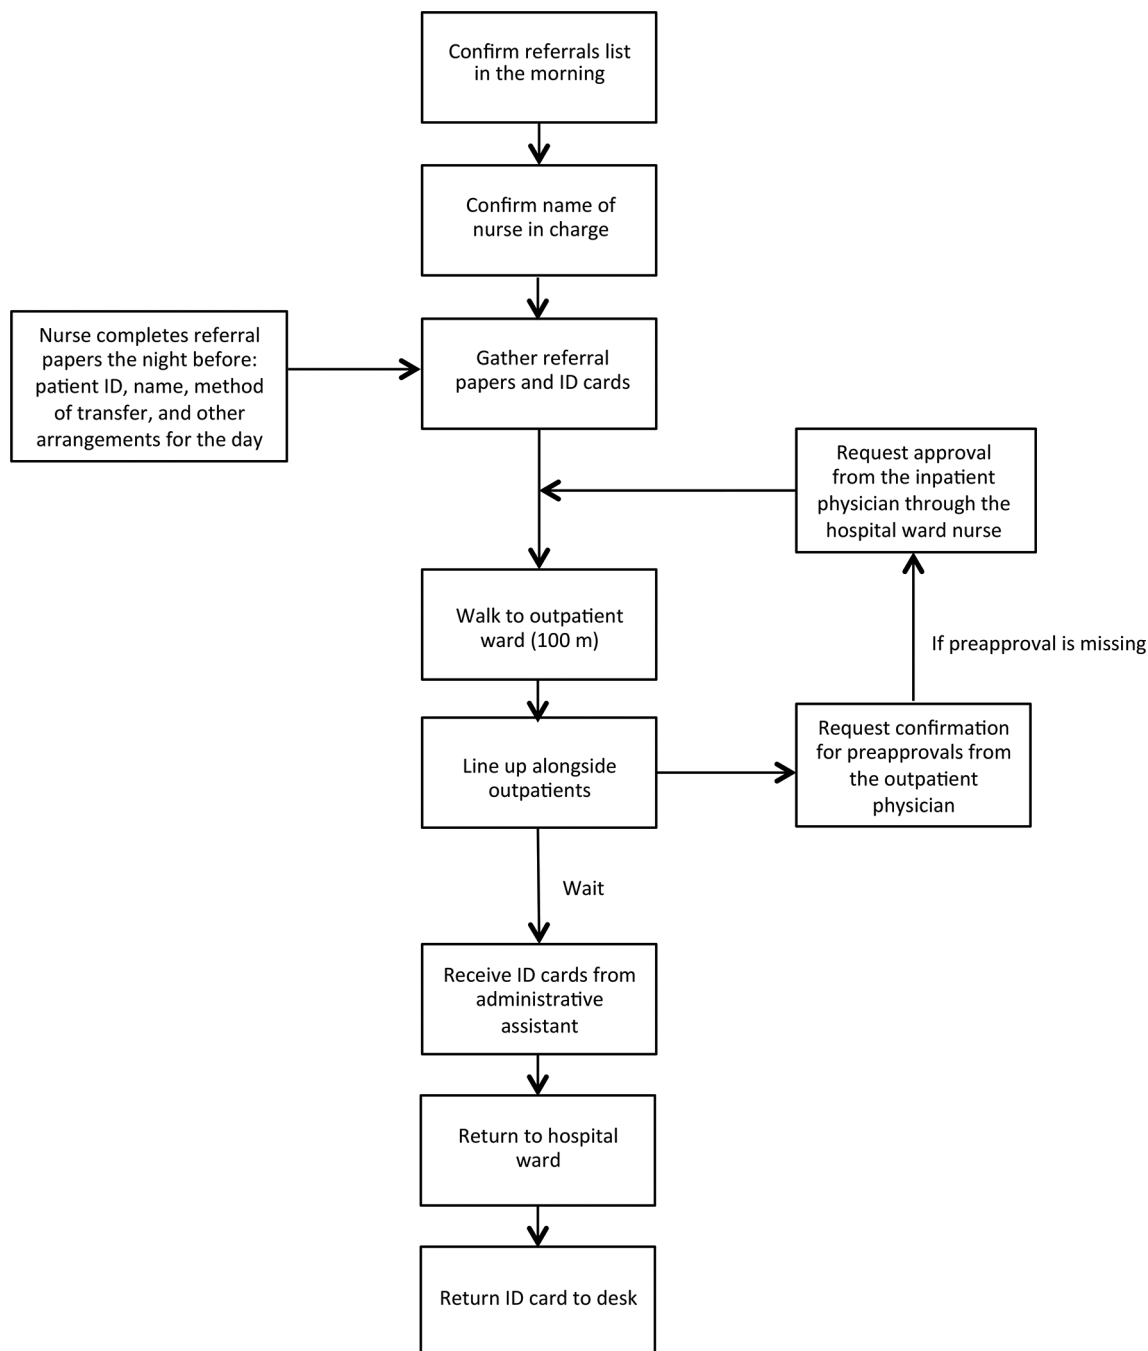 Confirm referrals list
in the morning
Confirm name of
nurse in charge
Nurse completes referral
papers the night before:
patient ID, name, method
of transfer, and other
arrangements for the day
Gather referral
papers and ID cards
Request approval
from the inpatient
physician through the
hospital ward nurse
Walk to outpatient
ward (100 m)
If preapproval is missing
Line up alongside
outpatients
Request confirmation
for preapprovals from
the outpatient
physician
Wait
Receive ID cards from
administrative
assistant
Return to hospital
ward
Return ID card to desk